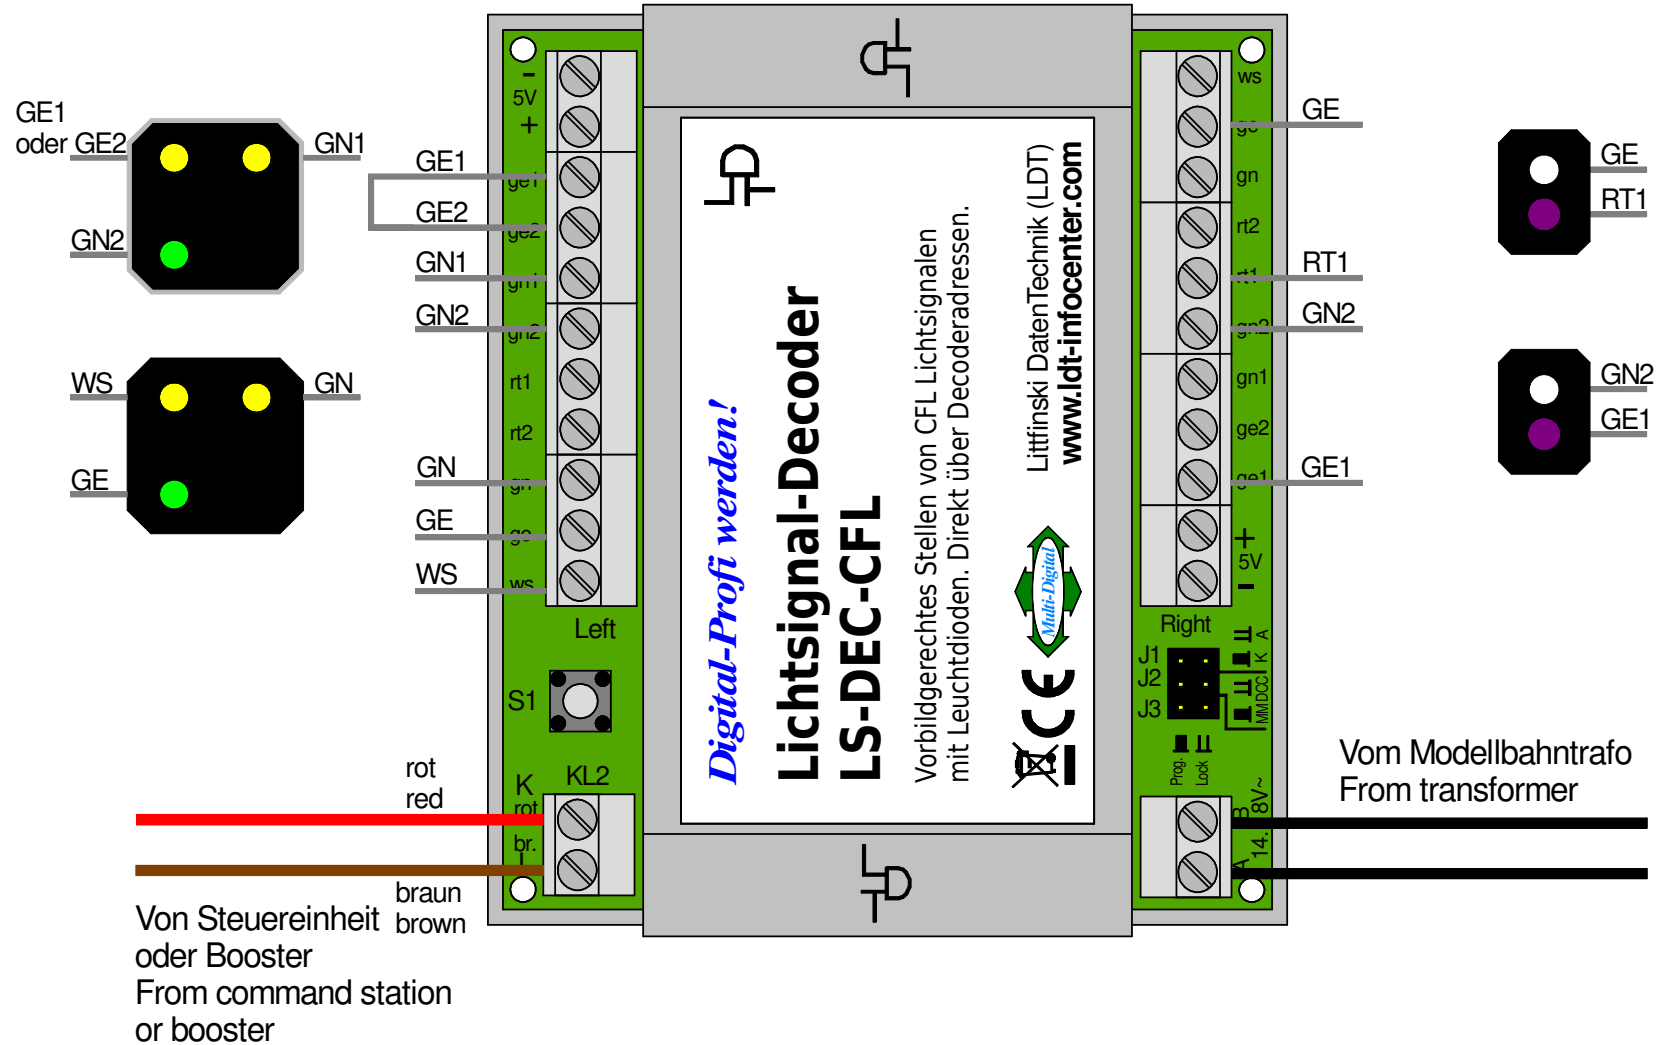 GE1
oder GE2
GN1
GN2
WS
GN
GE
GE1
GE2
GN1
GN2
GN
GE
WS
-
5V
+
ge1
ge2
gn1
gn2
rt1
rt2
gn
ge
ws
Left
S1
KL2
K
rot
br.
rot
red
braun
brown
Von Steuereinheit
oder Booster
From command station
or booster
Digital-Profi werden!
Lichtsignal-Decoder
LS-DEC-CFL
Vorbildgerechtes Stellen von CFL Lichtsignalen
mit Leuchtdioden. Direkt über Decoderadressen.
Littfinski DatenTechnik (LDT)
www.ldt-infocenter.com
Multi-Digital
CE
ws
ge
gn
rt2
rt1
gn2
gn1
ge2
ge1
+
5V
-
Right
J1
J2
J3
A
K
DCC
MM
Prog.
Lock
B
A
14. 8V~
GE
RT1
GN2
GE1
GE
RT1
GN2
GE1
Vom Modellbahntrafo
From transformer